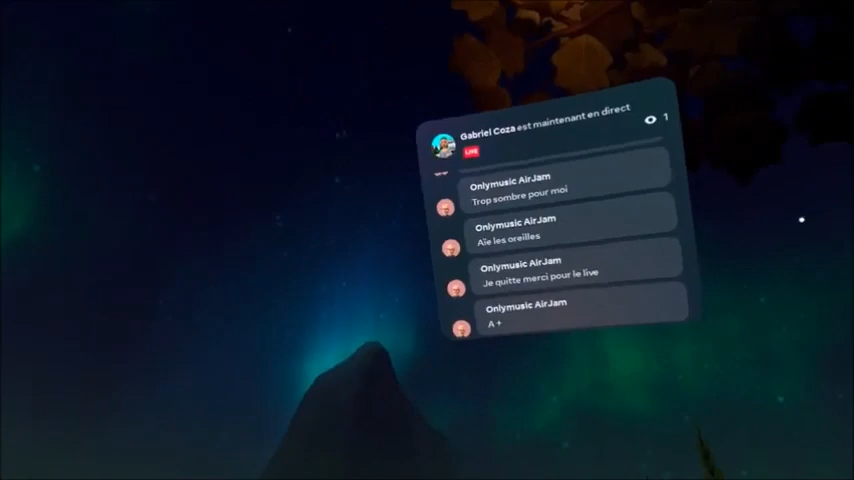 Gabriel Coza est maintenant en direct
1
LIVE
Onlymusic AirJam
Trop sombre pour moi
Onlymusic AirJam
Aïe les oreilles
Onlymusic AirJam
Je quitte merci pour le live
Onlymusic AirJam
A +